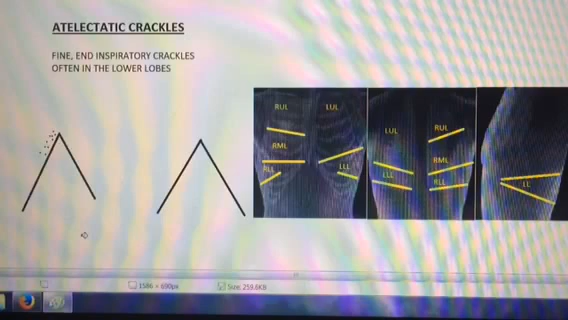 ATELECTATIC CRACKLES
FINE, END INSPIRATORY CRACKLES
OFTEN IN THE LOWER LOBES
RUL
LUL
RML
RLL
LLL
LUL
RUL
RML
LLL
RLL
LL
1586 × 690px
Size: 259.6KB